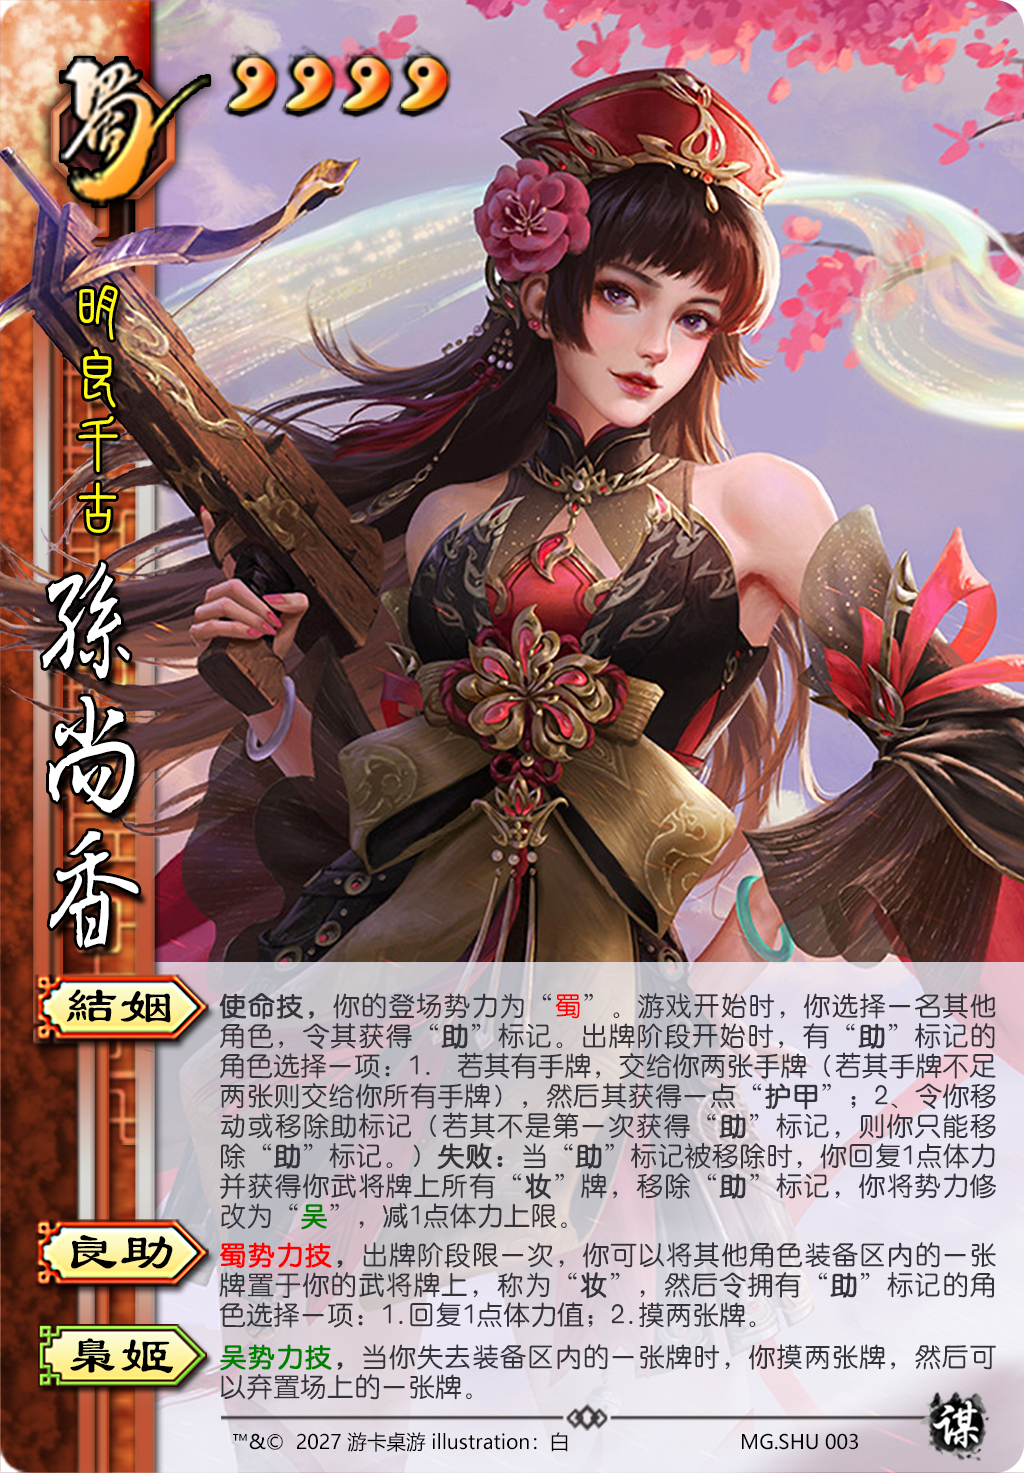 蜀
明良千古
孫尚香
結姻
使命技，你的登场势力为“蜀”。游戏开始时，你选择一名其他
角色，令其获得“助”标记。出牌阶段开始时，有“助”标记的
角色选择一项：1. 若其有手牌，交给你两张手牌（若其手牌不足
两张则交给你所有手牌），然后其获得一点“护甲”；2、令你移
动或移除助标记（若其不是第一次获得“助”标记，则你只能移
除“助”标记。）失败：当“助”标记被移除时，你回复1点体力
并获得你武将牌上所有“妆”牌，移除“助”标记，你将势力修
改为“吴”，减1点体力上限。
良助
蜀势力技，出牌阶段限一次，你可以将其他角色装备区内的一张
牌置于你的武将牌上，称为“妆”，然后令拥有“助”标记的角
色选择一项：1.回复1点体力值；2.摸两张牌。
梟姬
吴势力技，当你失去装备区内的一张牌时，你摸两张牌，然后可
以弃置场上的一张牌。
™&© 2027 游卡桌游 illustration：白
MG.SHU 003
谋